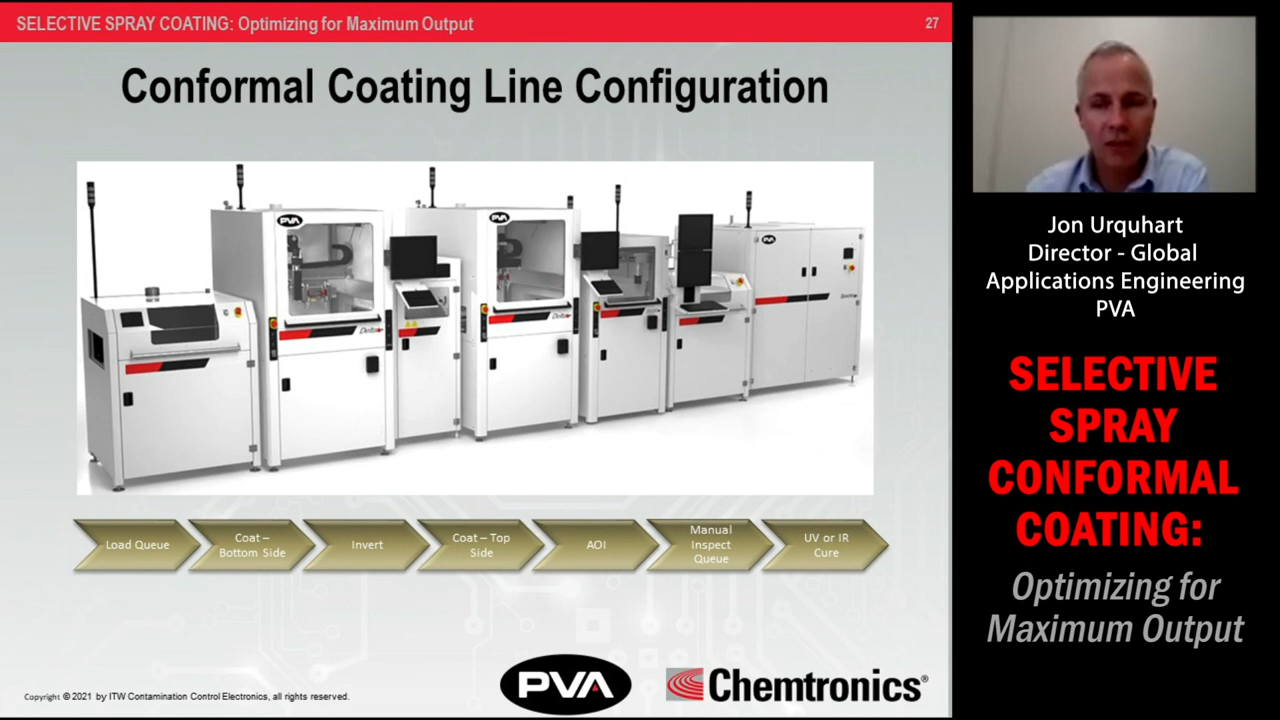 SELECTIVE SPRAY COATING: Optimizing for Maximum Output
27
Conformal Coating Line Configuration
PVA
PVA
PVA
Delta
Delta
Load Queue
Coat –
Bottom Side
Invert
Coat – Top
Side
AOI
Manual
Inspect
Queue
UV or IR
Cure
Copyright © 2021 by ITW Contamination Control Electronics, all rights reserved.
PVA
Chemtronics®
Jon Urquhart
Director - Global
Applications Engineering
PVA
SELECTIVE
SPRAY
CONFORMAL
COATING:
Optimizing for
Maximum Output